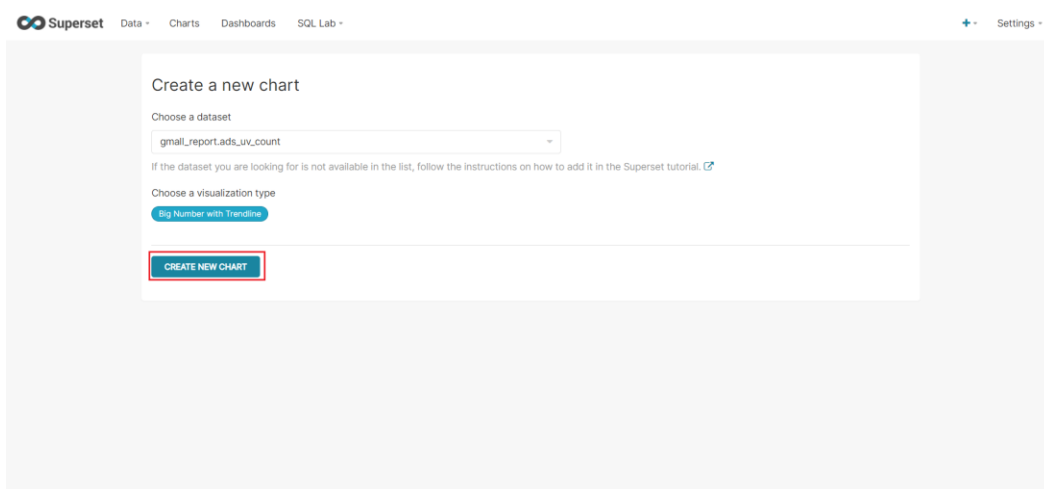 Superset Data Charts Dashboards SQL Lab + Settings
Create a new chart
Choose a dataset
gmall_report.ads_uv_count
If the dataset you are looking for is not available in the list, follow the instructions on how to add it in the Superset tutorial.
Choose a visualization type
Big Number with Trendline
CREATE NEW CHART